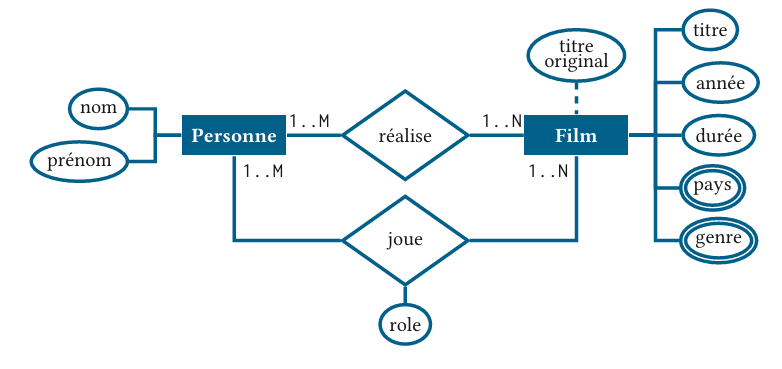 titre
original
titre
année
durée
pays
genre
nom
prénom
Personne
1..M
réalise
1..N
Film
1..M
1..N
joue
role